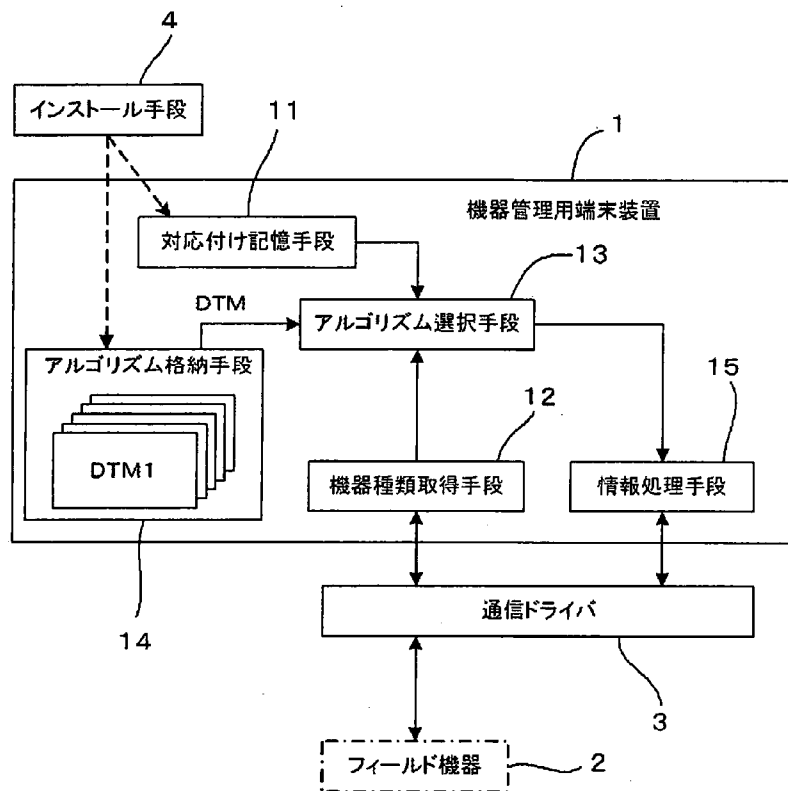 4
インストール手段
11
1
機器管理用端末装置
対応付け記憶手段
13
DTM
アルゴリズム選択手段
アルゴリズム格納手段
15
12
DTM1
機器種類取得手段
情報処理手段
14
通信ドライバ
3
フィールド機器
2